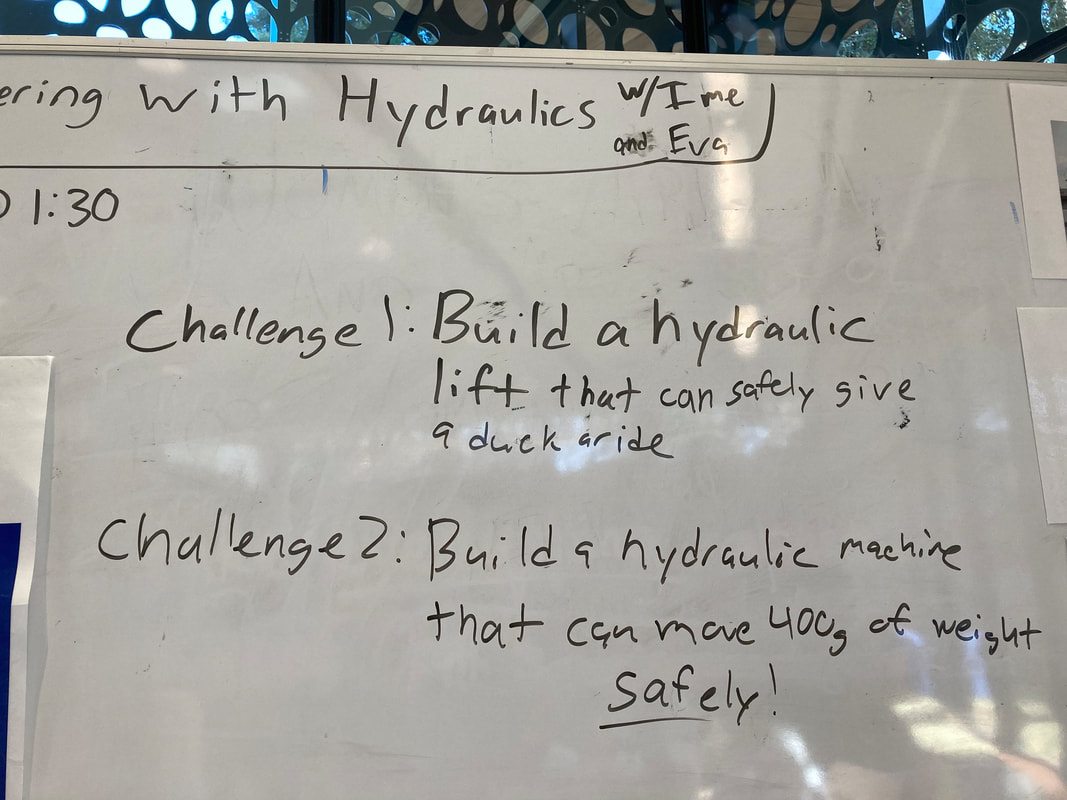 ering with Hydraulics w/Ime
and Eva
1:30
Challenge 1: Build a hydraulic
lift that can safely give
a duck a ride
Challenge 2: Build a hydraulic machine
that can move 400g of weight
safely!